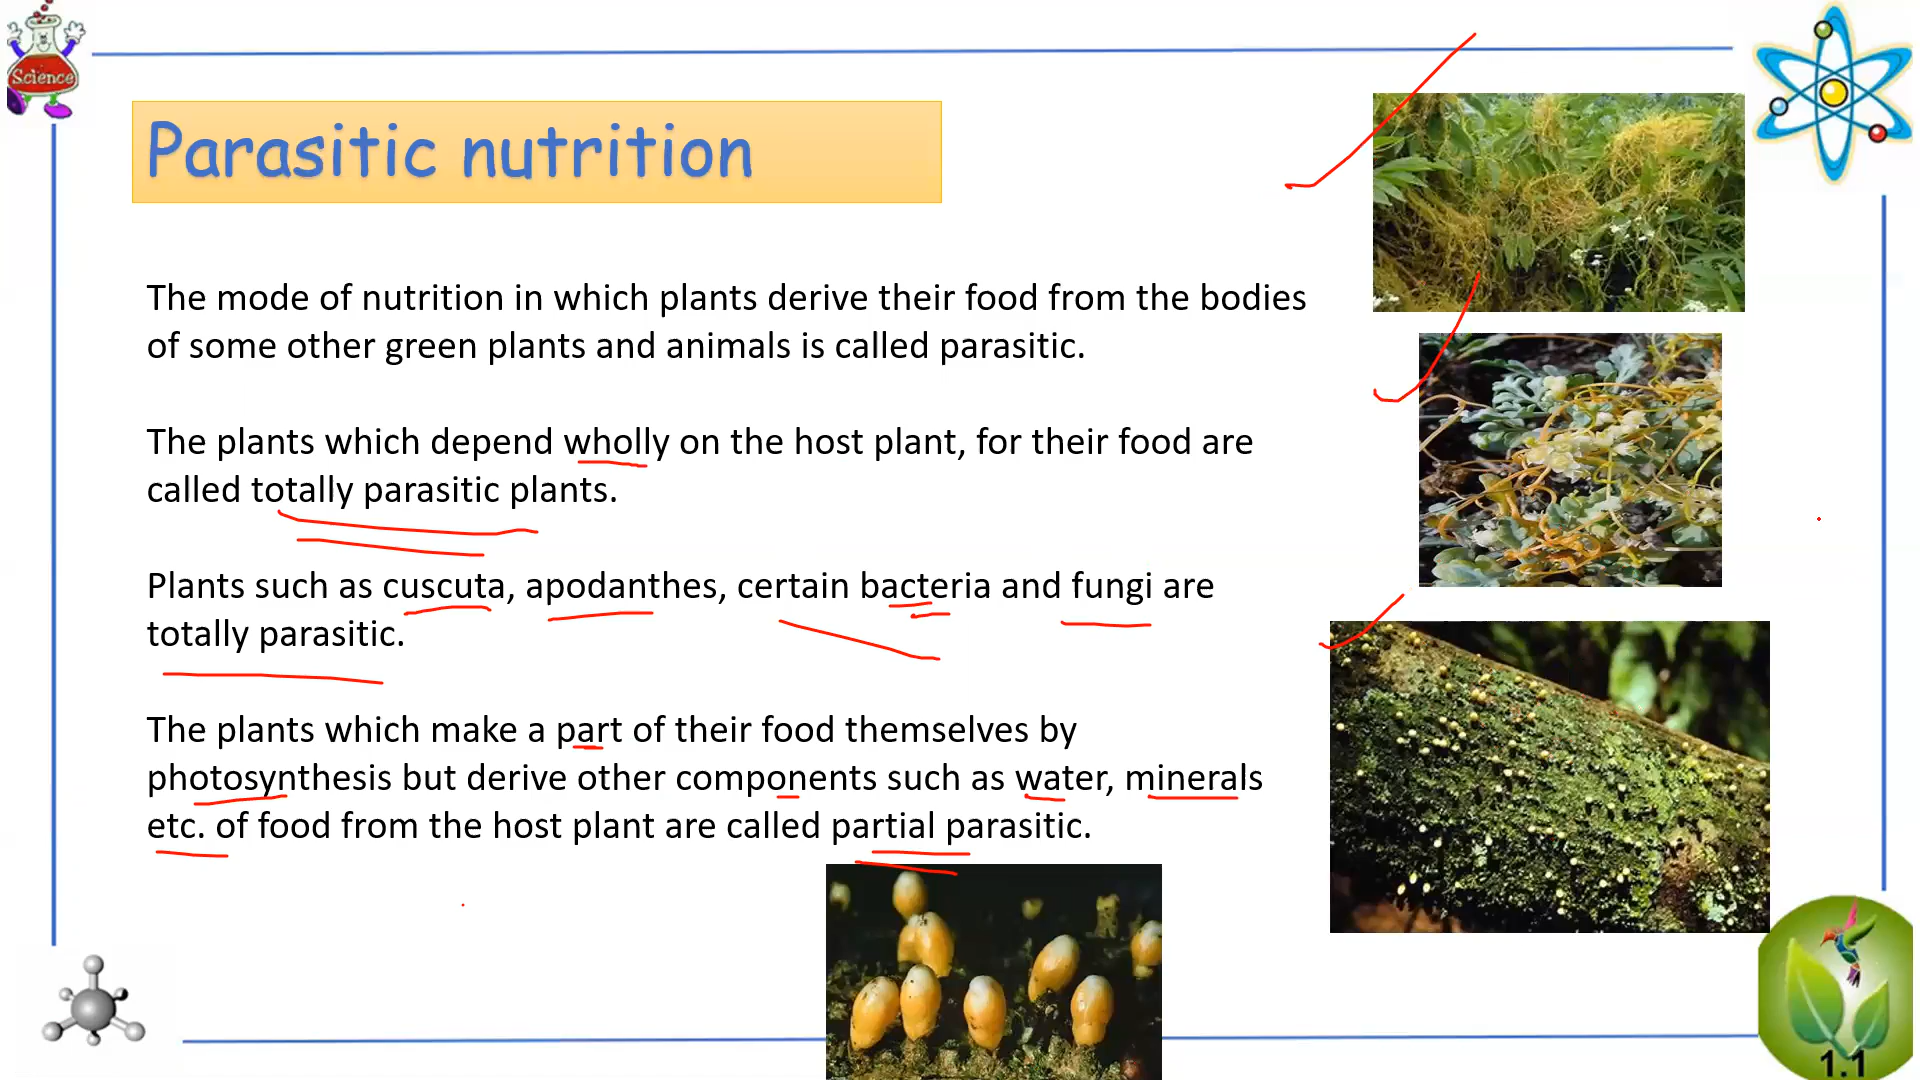 Science
Parasitic nutrition
The mode of nutrition in which plants derive their food from the bodies
of some other green plants and animals is called parasitic.
The plants which depend wholly on the host plant, for their food are
called totally parasitic plants.
Plants such as cuscuta, apodanthes, certain bacteria and fungi are
totally parasitic.
The plants which make a part of their food themselves by
photosynthesis but derive other components such as water, minerals
etc. of food from the host plant are called partial parasitic.
1.1